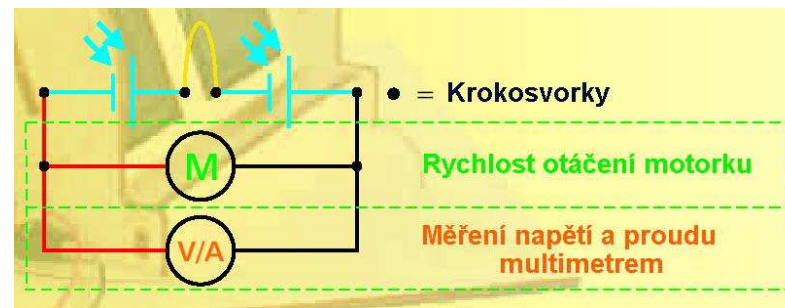 ● = Krokosvorky
M
Rychlost otáčení motorku
V/A
Měření napětí a proudu
multimetrem